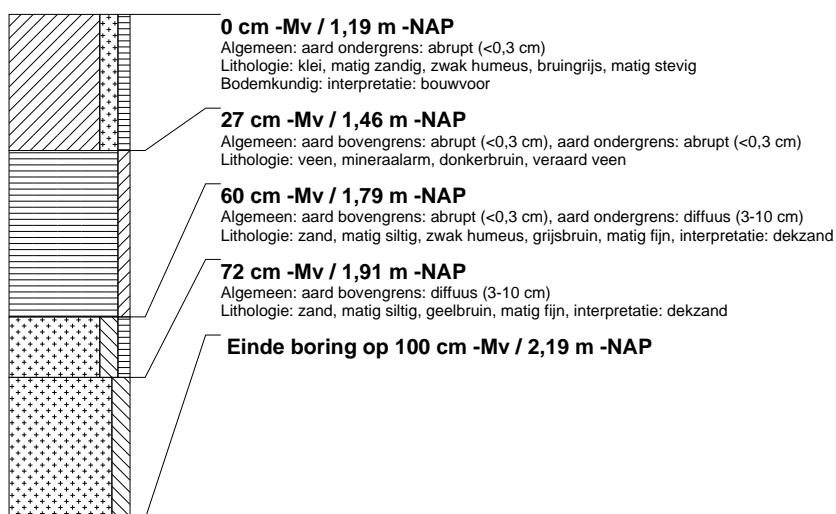 0 cm -Mv / 1,19 m -NAP
Algemeen: aard ondergrens: abrupt (<0,3 cm)
Lithologie: klei, matig zandig, zwak humeus, bruingrijs, matig stevig
Bodemkundig: interpretatie: bouwvoor
27 cm -Mv / 1,46 m -NAP
Algemeen: aard bovengrens: abrupt (<0,3 cm), aard ondergrens: abrupt (<0,3 cm)
Lithologie: veen, mineraalarm, donkerbruin, veraard veen
60 cm -Mv / 1,79 m -NAP
Algemeen: aard bovengrens: abrupt (<0,3 cm), aard ondergrens: diffuus (3-10 cm)
Lithologie: zand, matig siltig, zwak humeus, grijsbruin, matig fijn, interpretatie: dekzand
72 cm -Mv / 1,91 m -NAP
Algemeen: aard bovengrens: diffuus (3-10 cm)
Lithologie: zand, matig siltig, geelbruin, matig fijn, interpretatie: dekzand
Einde boring op 100 cm -Mv / 2,19 m -NAP